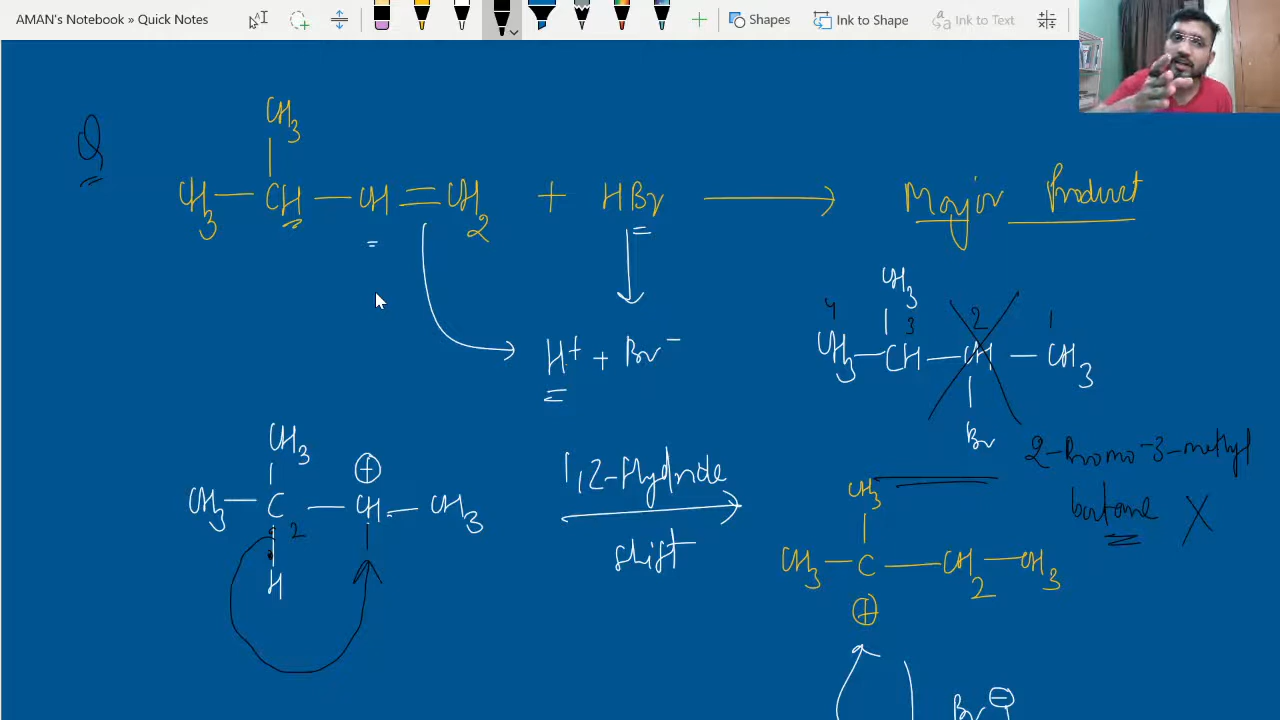 AMAN's Notebook » Quick Notes
Shapes
Ink to Shape
Ink to Text
Q
CH3
CH3 — CH — CH = CH2 + HBr → Major Product
H+ + Br−
CH3
4 3 2 1
CH3 — CH — CH — CH3
Br
2-Bromo-3-methyl
butane X
CH3 ⊕
CH3 — C — CH — CH3
2
H
1,2-Hydride
shift
CH3
CH3 — C — CH2 — CH3
⊕
Br ⊖